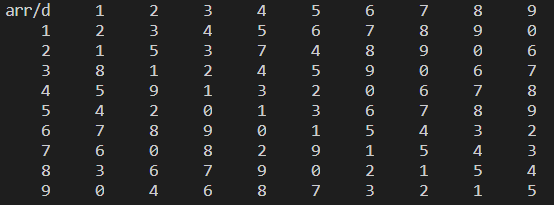 arr/d 1 2 3 4 5 6 7 8 9
1 2 3 4 5 6 7 8 9 0
2 1 5 3 7 4 8 9 0 6
3 8 1 2 4 5 9 0 6 7
4 5 9 1 3 2 0 6 7 8
5 4 2 0 1 3 6 7 8 9
6 7 8 9 0 1 5 4 3 2
7 6 0 8 2 9 1 5 4 3
8 3 6 7 9 0 2 1 5 4
9 0 4 6 8 7 3 2 1 5